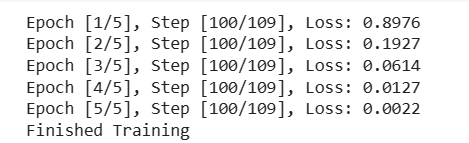 Epoch [1/5], Step [100/109], Loss: 0.8976
Epoch [2/5], Step [100/109], Loss: 0.1927
Epoch [3/5], Step [100/109], Loss: 0.0614
Epoch [4/5], Step [100/109], Loss: 0.0127
Epoch [5/5], Step [100/109], Loss: 0.0022
Finished Training